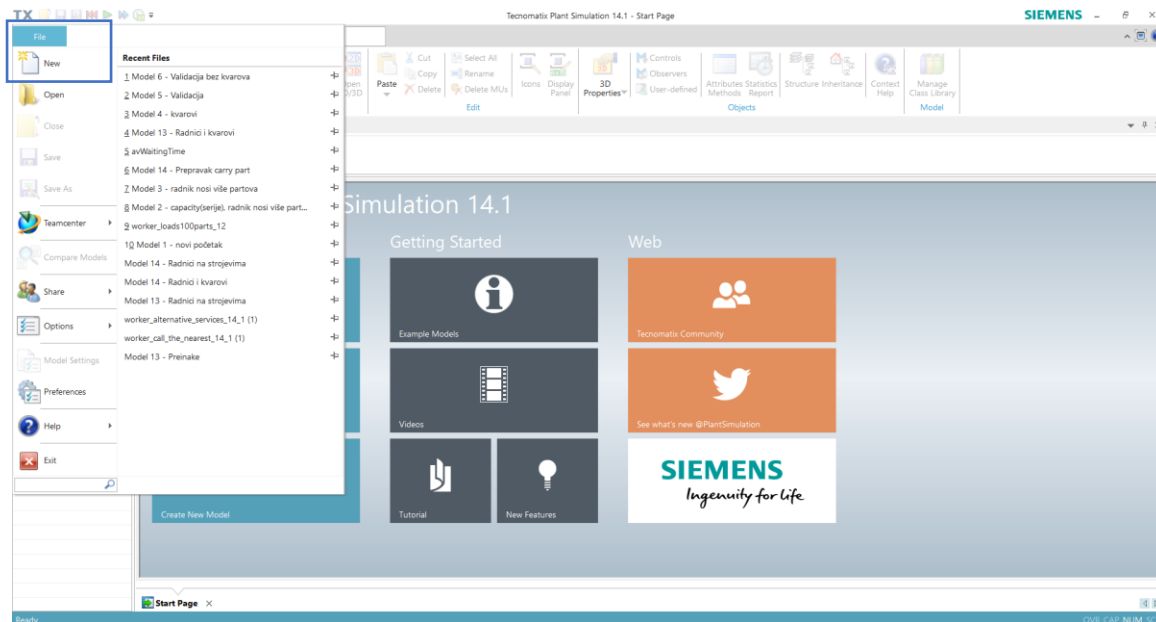 TX
Tecnomatix Plant Simulation 14.1 - Start Page
SIEMENS
File
New
Open
Close
Save
Save As
Teamcenter
Compare Models
Share
Options
Model Settings
Preferences
Help
Exit
Recent Files
1 Model 6 - Validacija bez kvarova
2 Model 5 - Validacija
3 Model 4 - kvarovi
4 Model 13 - Radnici i kvarovi
5 avWaitingTime
6 Model 14 - Prepravak carry part
7 Model 3 - radnik nosi više partova
8 Model 2 - capacity(serije). radnik nosi više part...
9 worker_loads100parts_12
10 Model 1 - novi početak
Model 14 - Radnici na strojevima
Model 14 - Radnici i kvarovi
Model 13 - Radnici na strojevima
worker_alternative_services_14_1 (1)
worker_call_the_nearest_14_1 (1)
Model 13 - Preinake
2D
3D
pen
D/3D
Paste
Cut
Copy
Delete
Select All
Rename
Delete MUs
Icons
Display
Panel
Edit
3D
Properties
Controls
Observers
User-defined
Attributes
Methods
Statistics
Report
Structure
Inheritance
Objects
Context
Help
Manage
Class Library
Model
Simulation 14.1
Getting Started
Web
Example Models
Tecnomatix Community
Videos
See what's new @PlantSimulation
Create New Model
Tutorial
New Features
SIEMENS
Ingenuity for life
Start Page
Ready
OVR CAP NUM